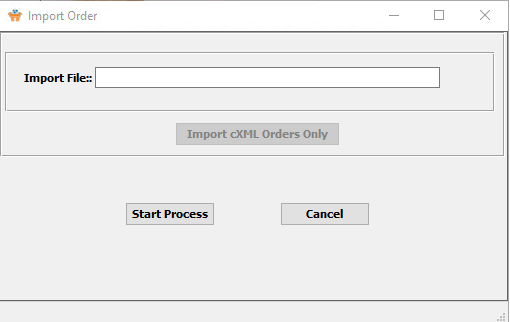 Import Order
Import File::
Import cXML Orders Only
Start Process
Cancel